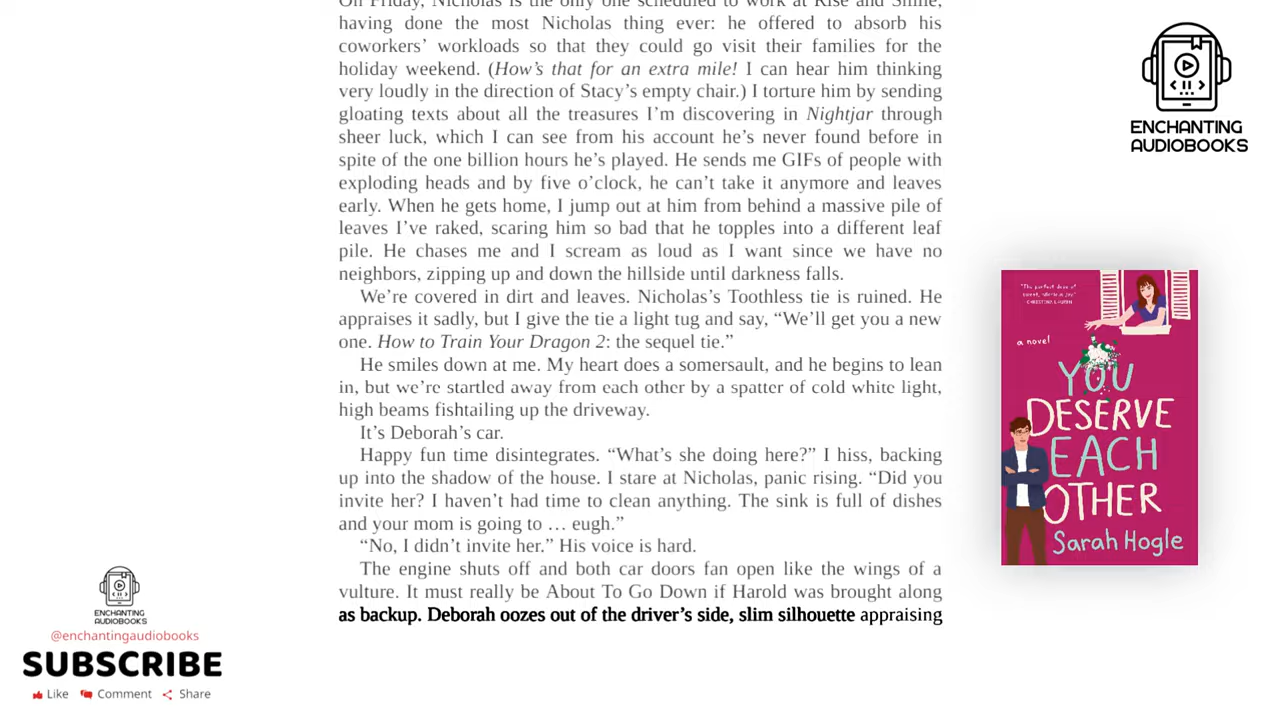 On Friday, Nicholas is the only one scheduled to work at Rise and Smile,
having done the most Nicholas thing ever: he offered to absorb his
coworkers’ workloads so that they could go visit their families for the
holiday weekend. (How’s that for an extra mile! I can hear him thinking
very loudly in the direction of Stacy’s empty chair.) I torture him by sending
gloating texts about all the treasures I’m discovering in Nightjar through
sheer luck, which I can see from his account he’s never found before in
spite of the one billion hours he’s played. He sends me GIFs of people with
exploding heads and by five o’clock, he can’t take it anymore and leaves
early. When he gets home, I jump out at him from behind a massive pile of
leaves I’ve raked, scaring him so bad that he topples into a different leaf
pile. He chases me and I scream as loud as I want since we have no
neighbors, zipping up and down the hillside until darkness falls.
We’re covered in dirt and leaves. Nicholas’s Toothless tie is ruined. He
appraises it sadly, but I give the tie a light tug and say, “We’ll get you a new
one. How to Train Your Dragon 2: the sequel tie.”
He smiles down at me. My heart does a somersault, and he begins to lean
in, but we’re startled away from each other by a spatter of cold white light,
high beams fishtailing up the driveway.
It’s Deborah’s car.
Happy fun time disintegrates. “What’s she doing here?” I hiss, backing
up into the shadow of the house. I stare at Nicholas, panic rising. “Did you
invite her? I haven’t had time to clean anything. The sink is full of dishes
and your mom is going to … eugh.”
“No, I didn’t invite her.” His voice is hard.
The engine shuts off and both car doors fan open like the wings of a
vulture. It must really be About To Go Down if Harold was brought along
as backup. Deborah oozes out of the driver’s side, slim silhouette appraising
ENCHANTING
AUDIOBOOKS
"The perfect dose of
CHRISTINA LAUREN
a novel
YOU
DESERVE
EACH
OTHER
Sarah Hogle
ENCHANTING
AUDIOBOOKS
@enchantingaudiobooks
SUBSCRIBE
Like Comment Share